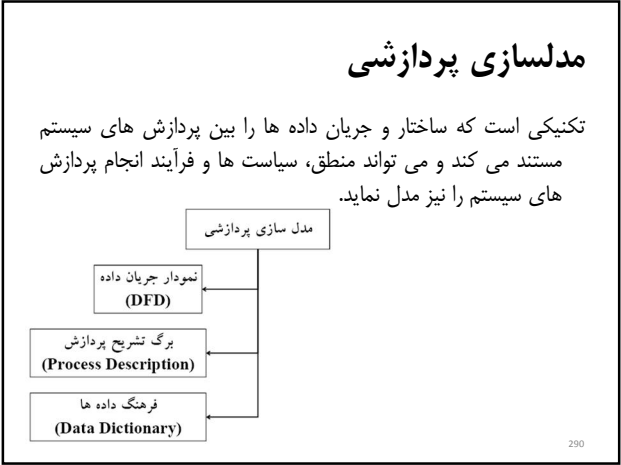 مدلسازی پردازشی
تکنیکی است که ساختار و جریان داده ها را بین پردازش های سیستم
مستند می کند و می تواند منطق، سیاست ها و فرآیند انجام پردازش
های سیستم را نیز مدل نماید.
مدل سازی پردازشی
نمودار جریان داده
(DFD)
برگ تشریح پردازش
(Process Description)
فرهنگ داده ها
(Data Dictionary)
290